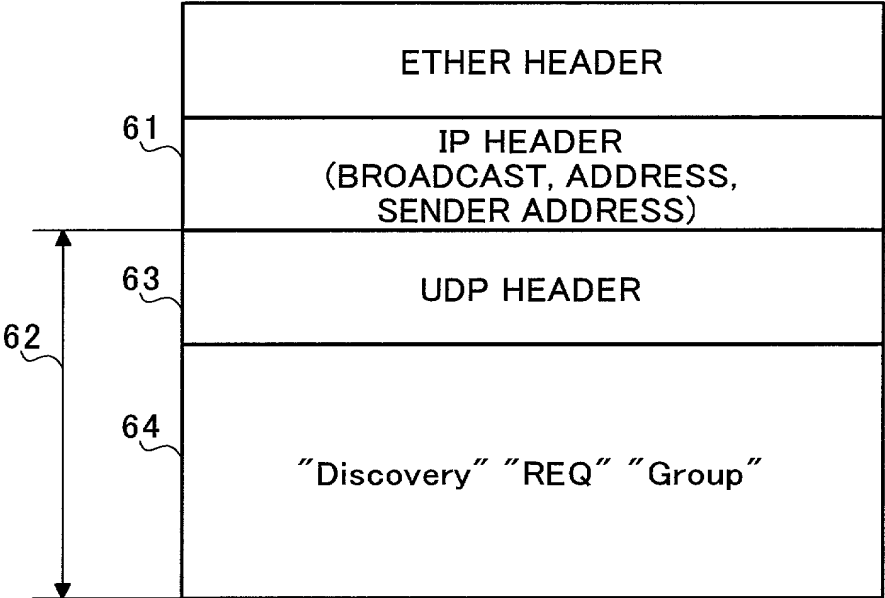 ETHER HEADER
61
IP HEADER
(BROADCAST, ADDRESS,
SENDER ADDRESS)
63
UDP HEADER
62
64
"Discovery" "REQ" "Group"